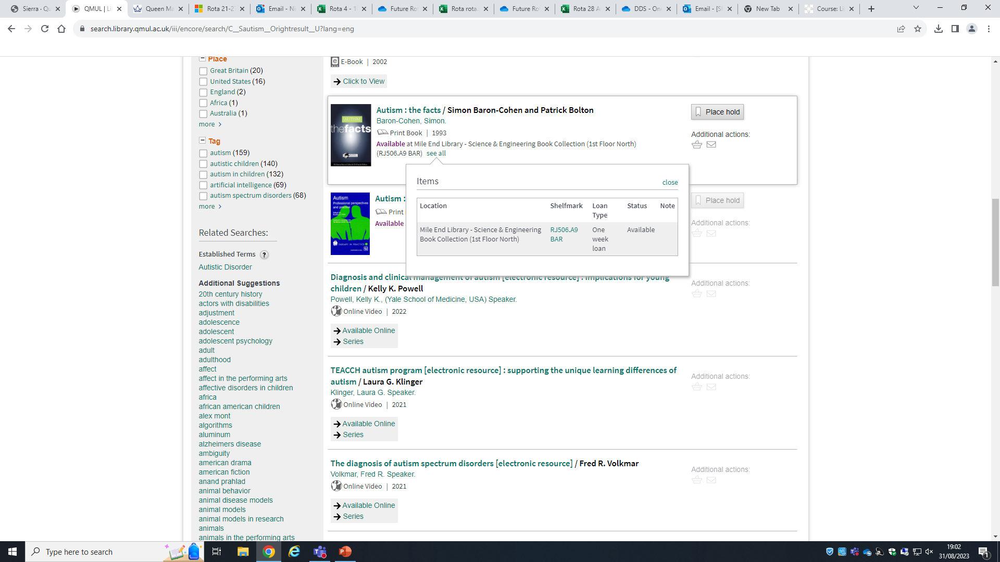 Sierra · Qu
QMUL | Li
Queen Ma
Rota 21-2
Email - Ni
Rota 4 - 1
Future Ro
Rota rota.
Future Ro
Rota 28 A
DDS - One
Email - [Sh
New Tab
Course: Li
search.library.qmul.ac.uk/iii/encore/search/C__Sautism__Orightresult__U?lang=eng
Place
Great Britain (20)
United States (16)
England (2)
Africa (1)
Australia (1)
more >
Tag
autism (159)
autistic children (140)
autism in children (132)
artificial intelligence (69)
autism spectrum disorders (68)
more >
Related Searches:
Established Terms ?
Autistic Disorder
Additional Suggestions
20th century history
actors with disabilities
adjustment
adolescence
adolescent
adolescent psychology
adult
adulthood
affect
affect in the performing arts
affective disorders in children
africa
african american children
alex mont
algorithms
aluminum
alzheimers disease
ambiguity
american drama
american fiction
anand prahlad
animal behavior
animal disease models
animal models
animal models in research
animals
animals in the performing arts
E-Book | 2002
Click to View
AUTISM
the facts
Autism : the facts / Simon Baron-Cohen and Patrick Bolton
Baron-Cohen, Simon.
Print Book | 1993
Available at Mile End Library - Science & Engineering Book Collection (1st Floor North)
(RJ506.A9 BAR) see all
Place hold
Additional actions:
Items
close
Location Shelfmark Loan Type Status Note
Mile End Library - Science & Engineering Book Collection (1st Floor North) RJ506.A9 BAR One week loan Available
Autism
Professional perspectives
and practice
THERAPY IN PRACTICE
Autism :
Print
Available
Place hold
Additional actions:
Diagnosis and clinical management of autism [electronic resource] : implications for young
children / Kelly K. Powell
Powell, Kelly K., (Yale School of Medicine, USA) Speaker.
Online Video | 2022
Available Online
Series
Additional actions:
TEACCH autism program [electronic resource] : supporting the unique learning differences of
autism / Laura G. Klinger
Klinger, Laura G. Speaker.
Online Video | 2021
Available Online
Series
Additional actions:
The diagnosis of autism spectrum disorders [electronic resource] / Fred R. Volkmar
Volkmar, Fred R. Speaker.
Online Video | 2021
Available Online
Series
Additional actions:
Type here to search
19:02
31/08/2023
1